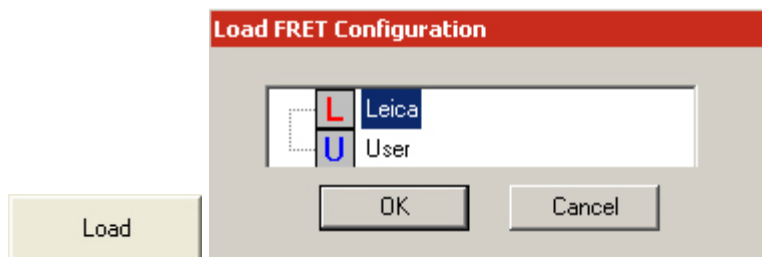 Load FRET Configuration
L Leica
U User
OK Cancel
Load